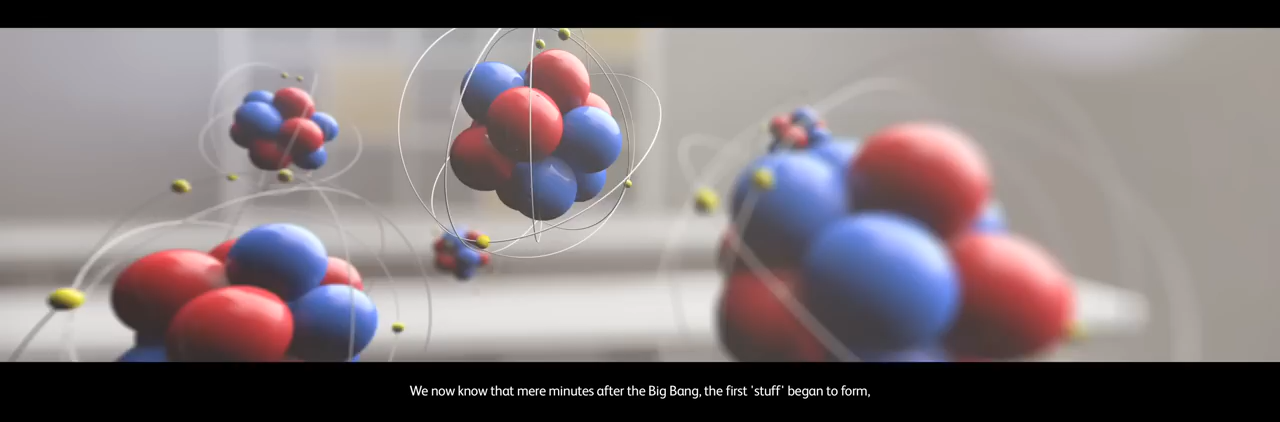 We now know that mere minutes after the Big Bang, the first 'stuff' began to form,